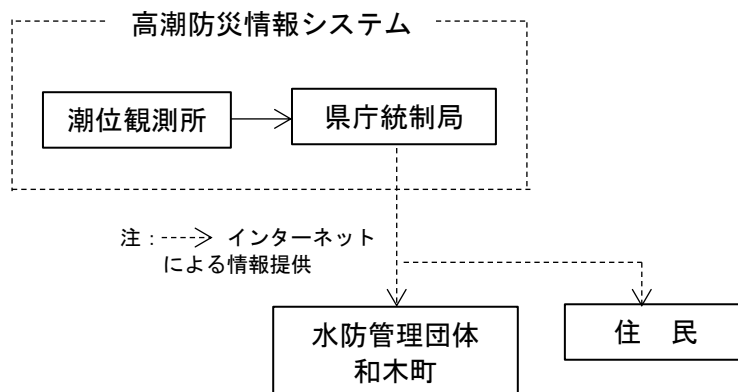 高潮防災情報システム
潮位観測所
県庁統制局
注：-----> インターネット
による情報提供
水防管理団体
和木町
住　民